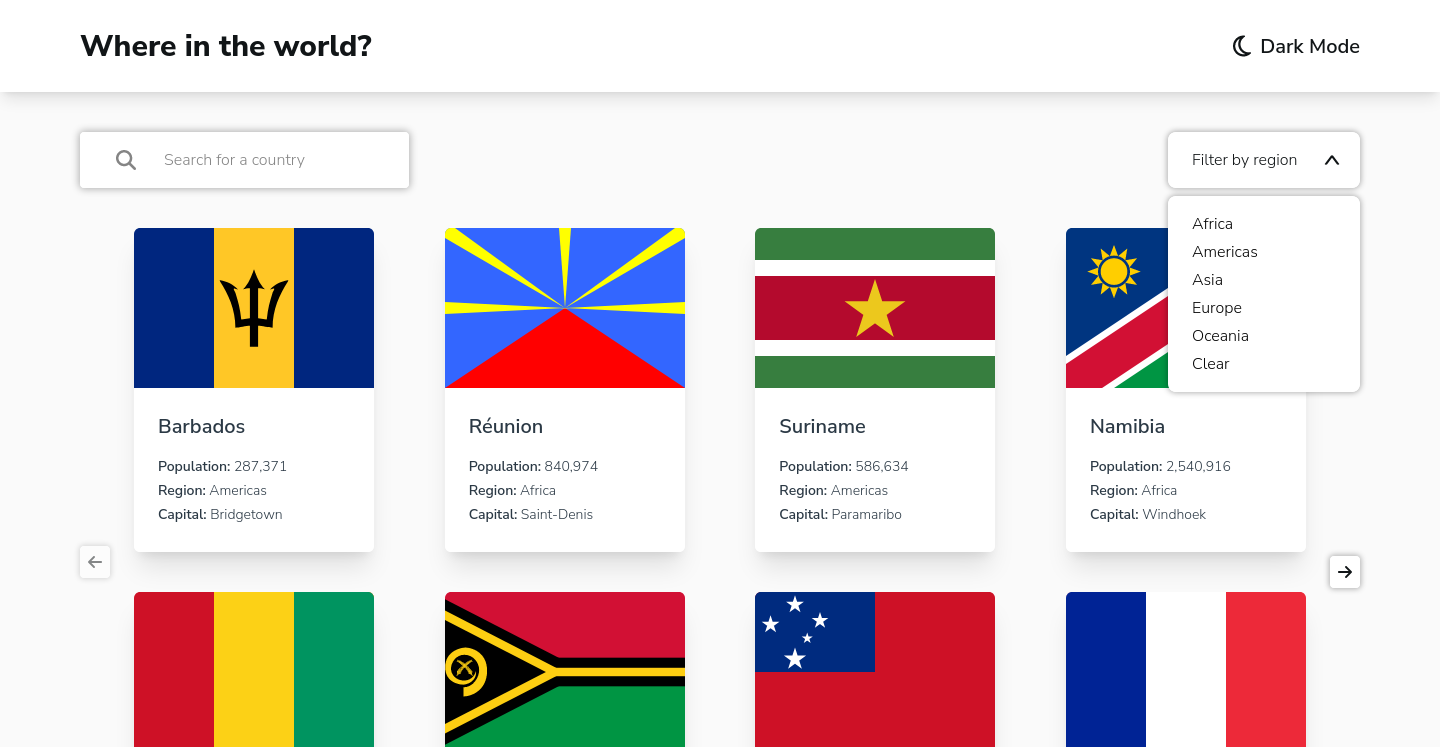 Where in the world?
Dark Mode
Search for a country
Filter by region
Africa
Americas
Asia
Europe
Oceania
Clear
Barbados
Population: 287,371
Region: Americas
Capital: Bridgetown
Réunion
Population: 840,974
Region: Africa
Capital: Saint-Denis
Suriname
Population: 586,634
Region: Americas
Capital: Paramaribo
Namibia
Population: 2,540,916
Region: Africa
Capital: Windhoek